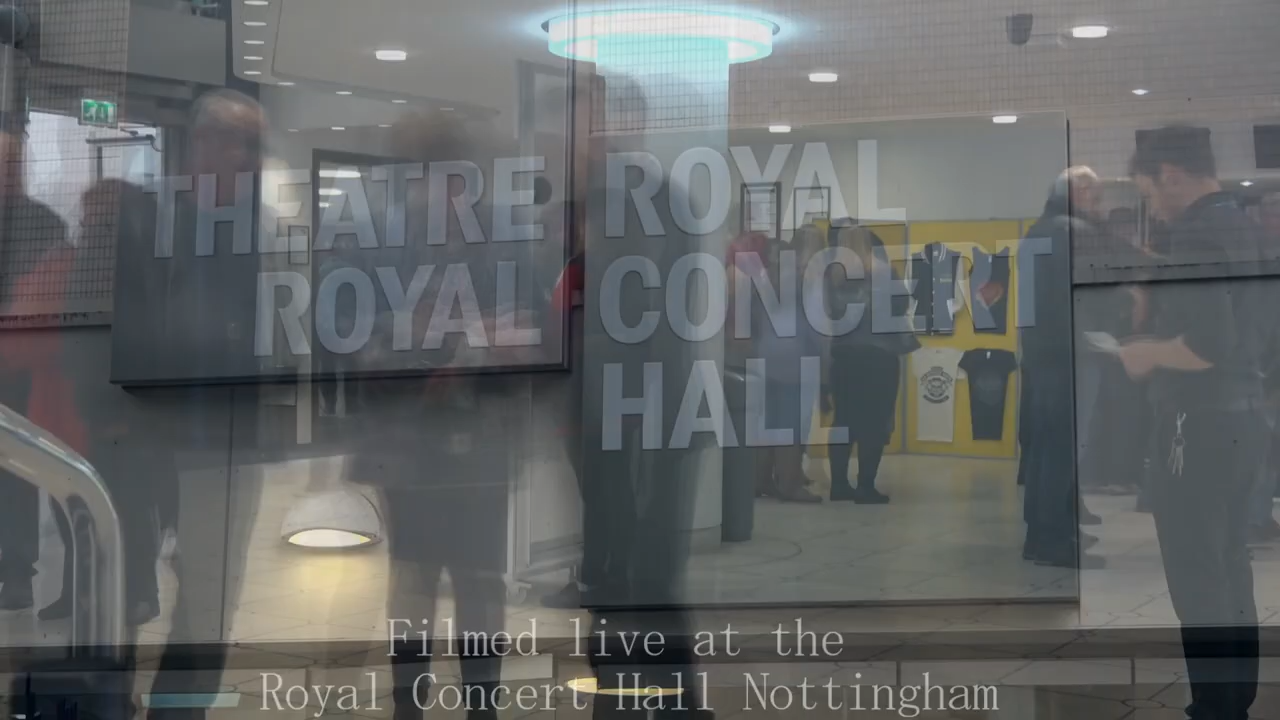 THEATRE
ROYAL
ROYAL
CONCERT
HALL
Filmed live at the
Royal Concert Hall Nottingham